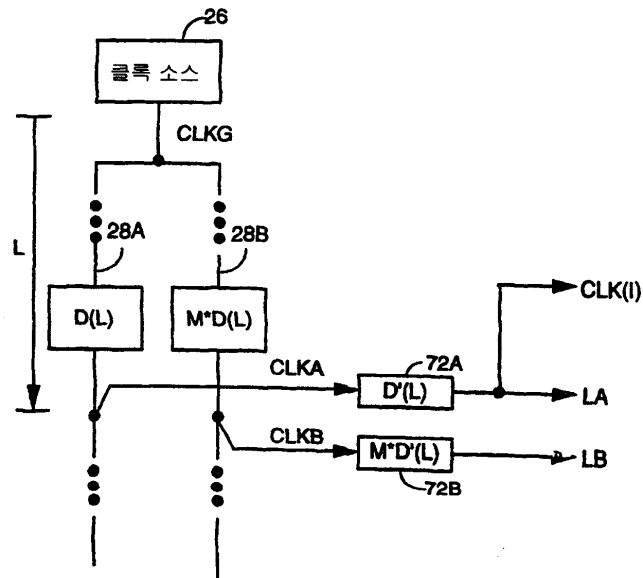 26
클록 소스
CLKG
28A
28B
L
D(L)
M*D(L)
CLK(I)
CLKA
72A
D'(L)
LA
CLKB
M*D'(L)
LB
72B